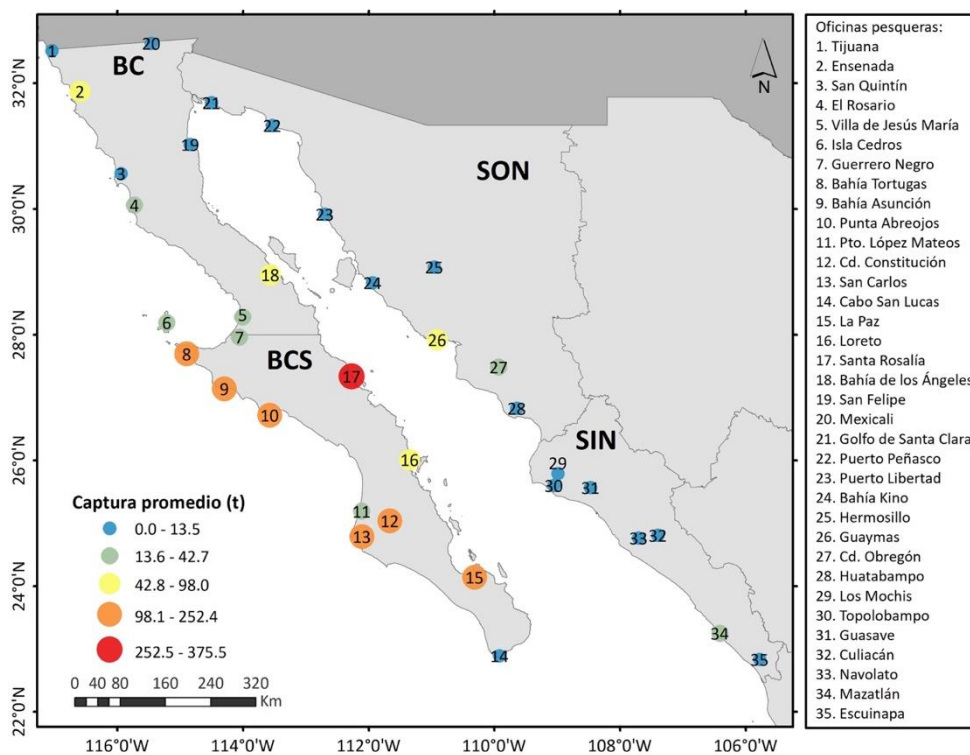 32°0'N
30°0'N
28°0'N
26°0'N
24°0'N
22°0'N
116°0'W
114°0'W
112°0'W
110°0'W
108°0'W
106°0'W
BC
SON
BCS
SIN
N
1
20
2
21
22
19
3
4
23
25
18
24
5
6
7
26
8
27
17
9
28
10
16
29
30
31
11
12
13
33
32
15
34
14
35
Captura promedio (t)
0.0 - 13.5
13.6 - 42.7
42.8 - 98.0
98.1 - 252.4
252.5 - 375.5
0 40 80 160 240 320
Km
Oficinas pesqueras:
1. Tijuana
2. Ensenada
3. San Quintín
4. El Rosario
5. Villa de Jesús María
6. Isla Cedros
7. Guerrero Negro
8. Bahía Tortugas
9. Bahía Asunción
10. Punta Abreojos
11. Pto. López Mateos
12. Cd. Constitución
13. San Carlos
14. Cabo San Lucas
15. La Paz
16. Loreto
17. Santa Rosalía
18. Bahía de los Ángeles
19. San Felipe
20. Mexicali
21. Golfo de Santa Clara
22. Puerto Peñasco
23. Puerto Libertad
24. Bahía Kino
25. Hermosillo
26. Guaymas
27. Cd. Obregón
28. Huatabampo
29. Los Mochis
30. Topolobampo
31. Guasave
32. Culiacán
33. Navolato
34. Mazatlán
35. Escuinapa